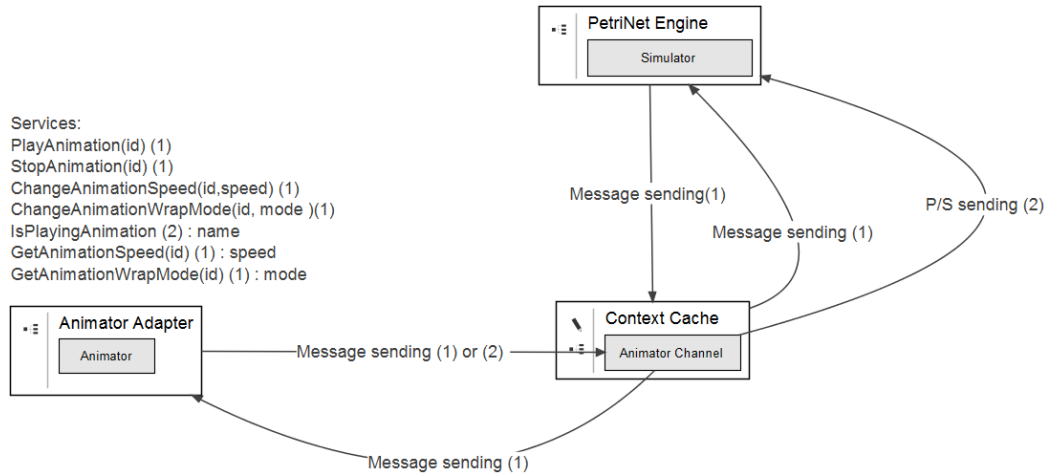 PetriNet Engine
Simulator
Services:
PlayAnimation(id) (1)
StopAnimation(id) (1)
ChangeAnimationSpeed(id,speed) (1)
ChangeAnimationWrapMode(id, mode )(1)
IsPlayingAnimation (2) : name
GetAnimationSpeed(id) (1) : speed
GetAnimationWrapMode(id) (1) : mode
Message sending(1)
P/S sending (2)
Message sending (1)
Animator Adapter
Animator
Message sending (1) or (2)
Context Cache
Animator Channel
Message sending (1)